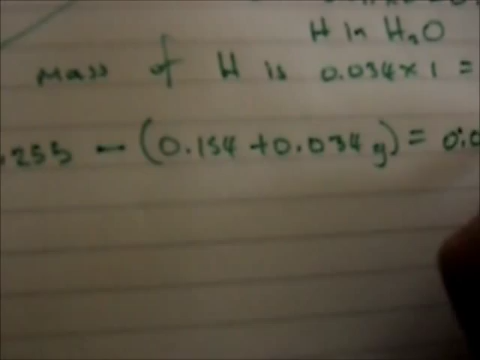 H in H2O
Mass of H is 0.034 × 1 =
.255 - (0.154 + 0.034 g) = 0.0